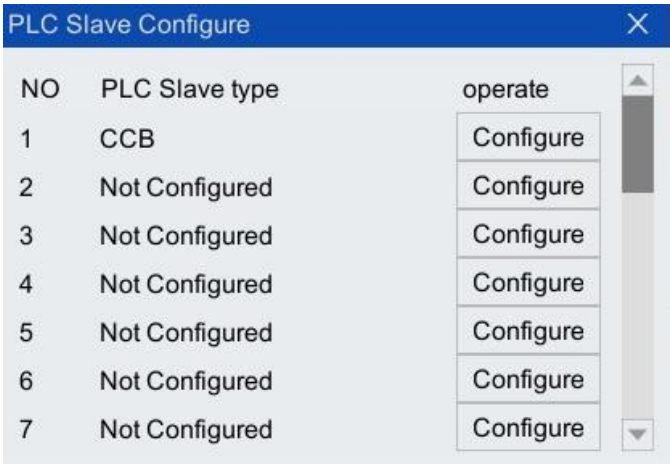 PLC Slave Configure X
NO PLC Slave type operate
1 CCB Configure
2 Not Configured Configure
3 Not Configured Configure
4 Not Configured Configure
5 Not Configured Configure
6 Not Configured Configure
7 Not Configured Configure